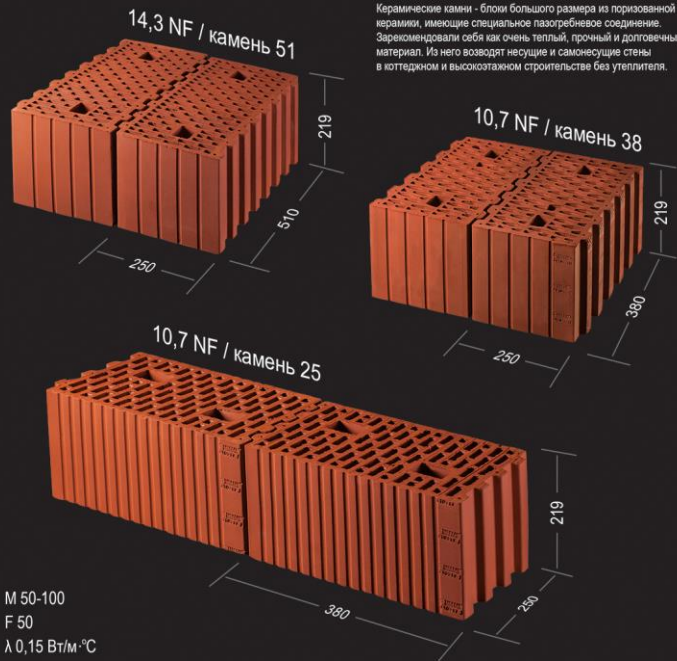 Керамические камни - блоки большого размера из поризованной
керамики, имеющие специальное пазогребневое соединение.
Зарекомендовали себя как очень теплый, прочный и долговечны
материал. Из него возводят несущие и самонесущие стены
в коттеджном и высокоэтажном строительстве без утеплителя.
14,3 NF / камень 51
219
510
250
10,7 NF / камень 38
219
380
250
10,7 NF / камень 25
219
250
380
М 50-100
F 50
λ 0,15 Вт/м·°С